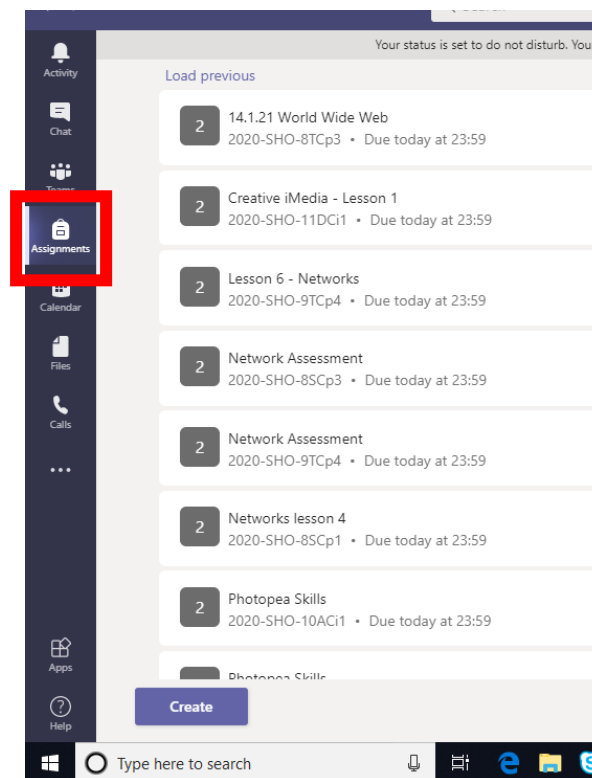 Your status is set to do not disturb. You
Activity
Chat
Teams
Assignments
Calendar
Files
Calls
Apps
Help
Load previous
2
14.1.21 World Wide Web
2020-SHO-8TCp3 • Due today at 23:59
2
Creative iMedia - Lesson 1
2020-SHO-11DCi1 • Due today at 23:59
2
Lesson 6 - Networks
2020-SHO-9TCp4 • Due today at 23:59
2
Network Assessment
2020-SHO-8SCp3 • Due today at 23:59
2
Network Assessment
2020-SHO-9TCp4 • Due today at 23:59
2
Networks lesson 4
2020-SHO-8SCp1 • Due today at 23:59
2
Photopea Skills
2020-SHO-10ACi1 • Due today at 23:59
Photopea Skills
Create
Type here to search